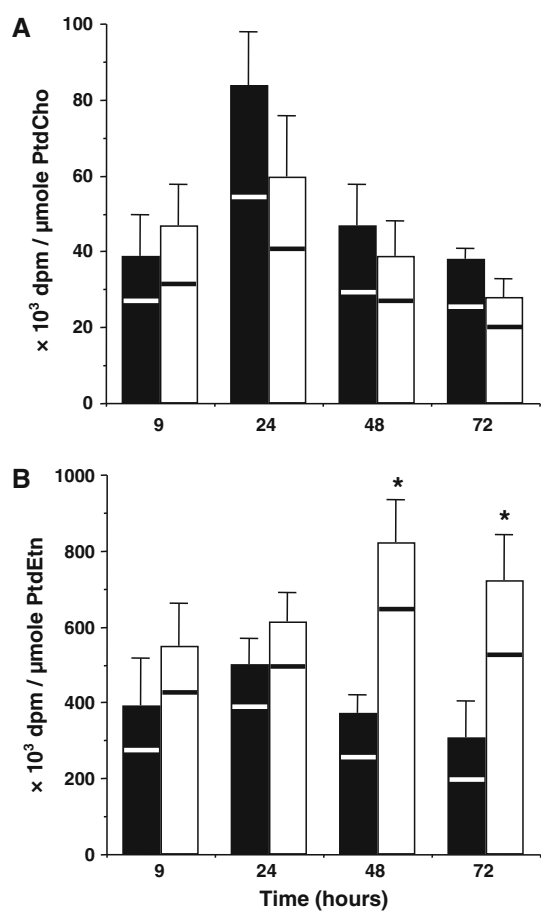 A
× 10³ dpm / µmole PtdCho
100
80
60
40
20
0
9 24 48 72
B
× 10³ dpm / µmole PtdEtn
1000
800
600
400
200
0
* *
9 24 48 72
Time (hours)